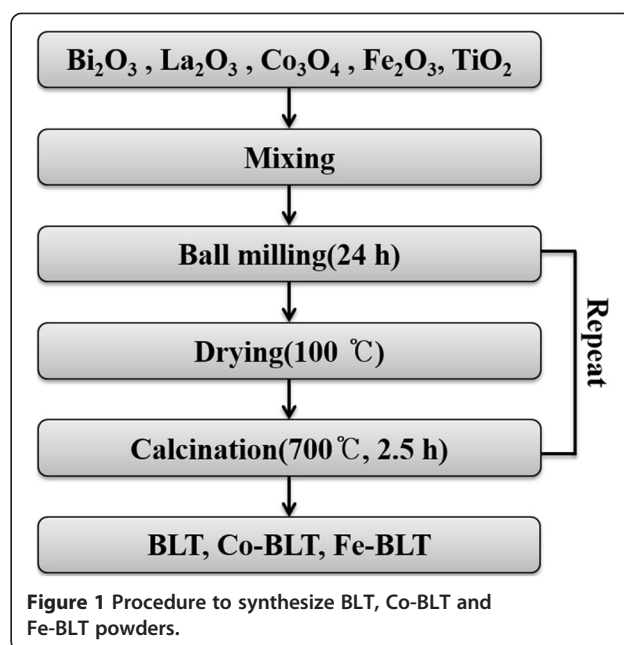 Bi₂O₃ , La₂O₃ , Co₃O₄ , Fe₂O₃, TiO₂
Mixing
Ball milling(24 h)
Drying(100 ℃)
Calcination(700℃, 2.5 h)
Repeat
BLT, Co-BLT, Fe-BLT
Figure 1 Procedure to synthesize BLT, Co-BLT and
Fe-BLT powders.